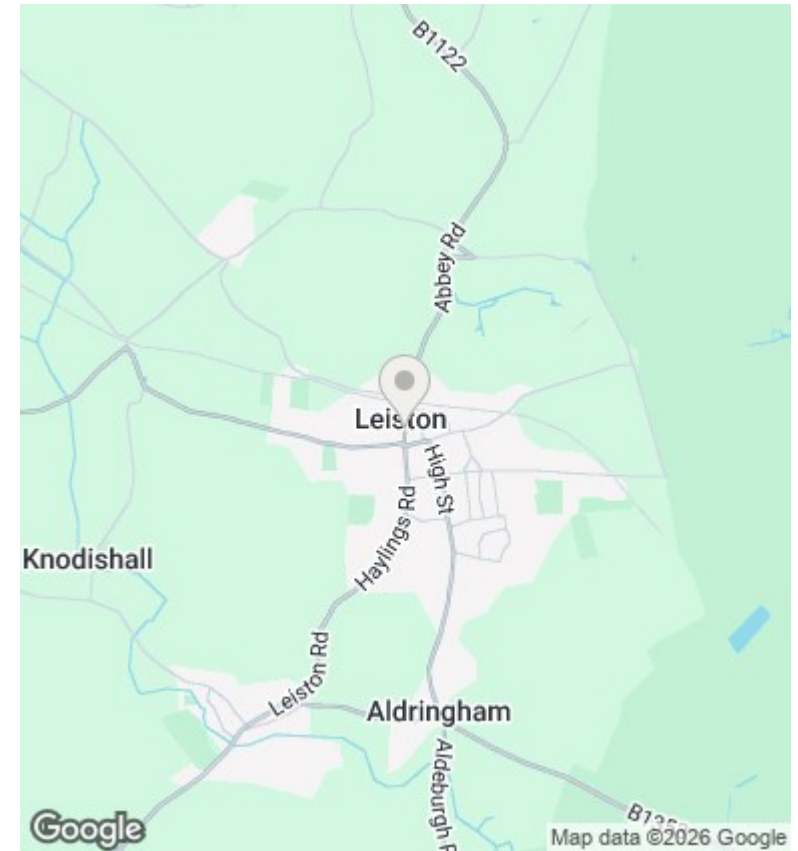 B1122
Abbey Rd
Leiston
High St
Haylings Rd
Knodishall
Leiston Rd
Aldringham
Aldeburgh
Google
Map data ©2026 Google